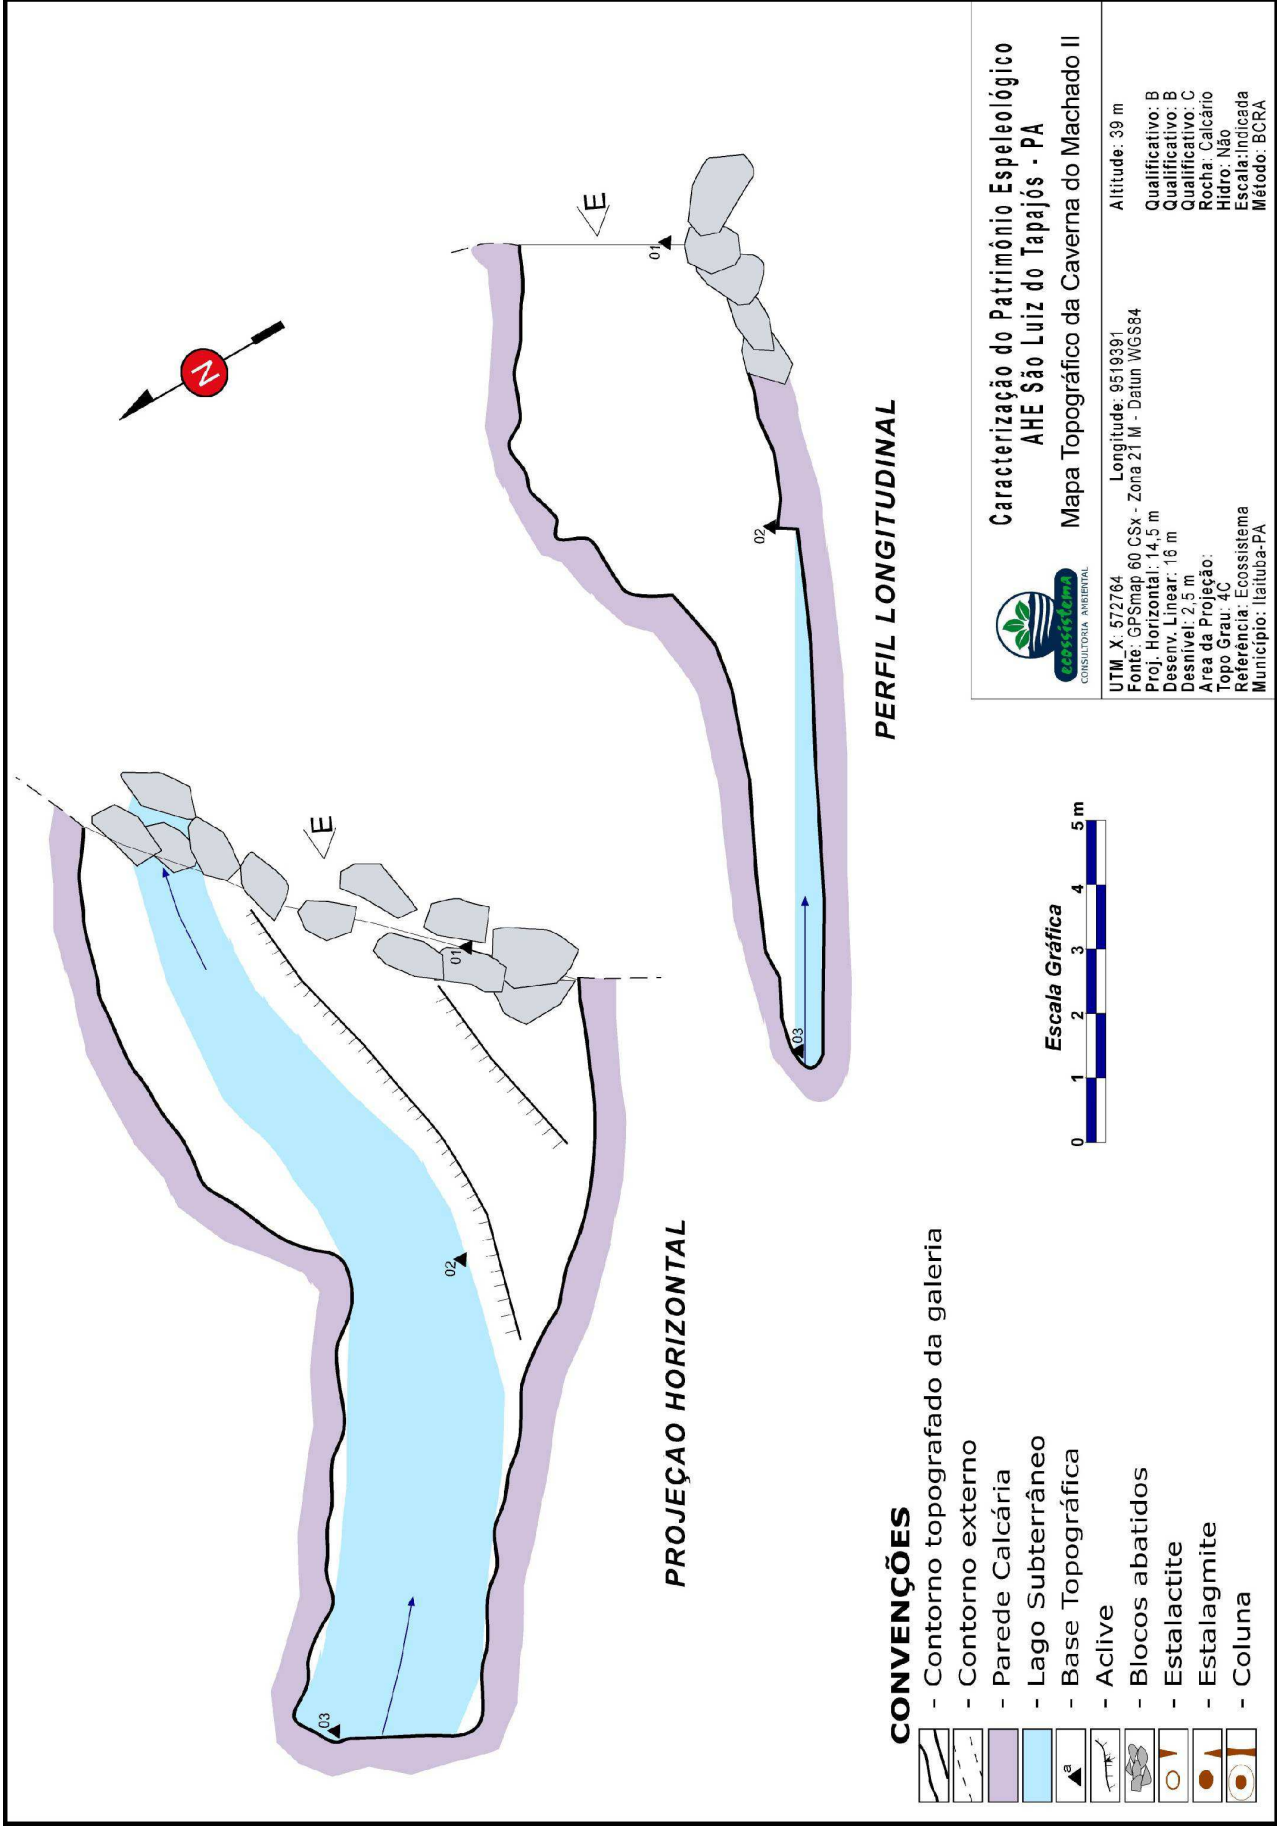 PROJEÇAO HORIZONTAL
03
02
01
E
N
PERFIL LONGITUDINAL
03
02
01
E
CONVENÇÕES
- Contorno topografado da galeria
- Contorno externo
- Parede Calcária
- Lago Subterrâneo
a
- Base Topográfica
- Aclive
- Blocos abatidos
- Estalactite
- Estalagmite
- Coluna
Escala Gráfica
0 1 2 3 4 5 m
ecossistema
CONSULTORIA AMBIENTAL
Caracterização do Patrimônio Espeleológico
AHE São Luiz do Tapajós - PA
Mapa Topográfico da Caverna do Machado II
UTM_X: 572764 Longitude: 9519391 Altitude: 39 m
Fonte: GPSmap 60 CSx - Zona 21 M - Datun WGS84
Proj. Horizontal: 14,5 m Qualificativo: B
Desenv. Linear: 16 m Qualificativo: B
Desnível: 2,5 m Qualificativo: C
Area da Projeção: Rocha: Calcário
Topo Grau: 4C Hidro: Não
Referência: Ecossistema Escala:Indicada
Município: Itaituba-PA Método: BCRA